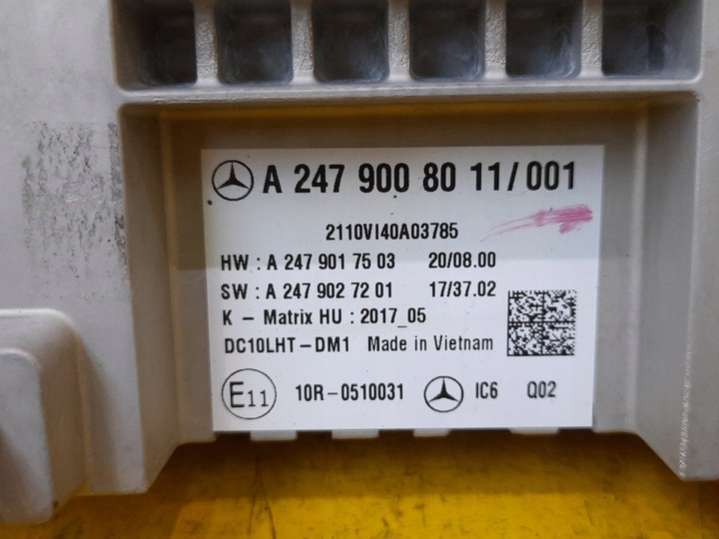 A 247 900 80 11/001
2110VI40A03785
HW : A 247 901 75 03 20/08.00
SW : A 247 902 72 01 17/37.02
K - Matrix HU : 2017_05
DC10LHT-DM1 Made in Vietnam
E11 10R-0510031 IC6 Q02